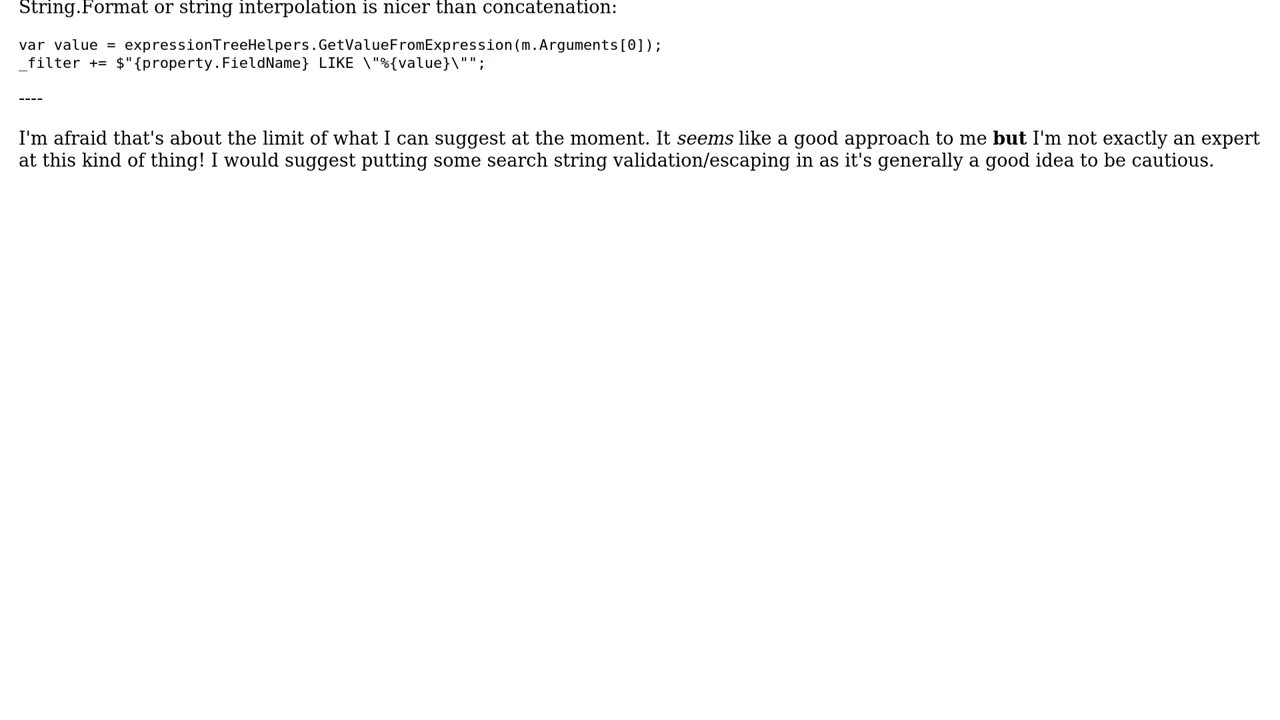 String.Format or string interpolation is nicer than concatenation:
var value = expressionTreeHelpers.GetValueFromExpression(m.Arguments[0]);
_filter += $"{property.FieldName} LIKE \"%{value}\"";
----
I'm afraid that's about the limit of what I can suggest at the moment. It seems like a good approach to me but I'm not exactly an expert
at this kind of thing! I would suggest putting some search string validation/escaping in as it's generally a good idea to be cautious.